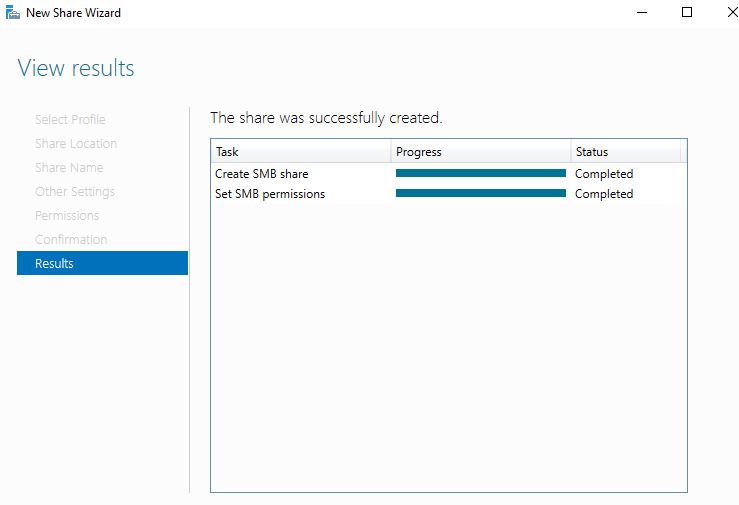 New Share Wizard
View results
Select Profile
Share Location
Share Name
Other Settings
Permissions
Confirmation
Results
The share was successfully created.
Task Progress Status
Create SMB share Completed
Set SMB permissions Completed